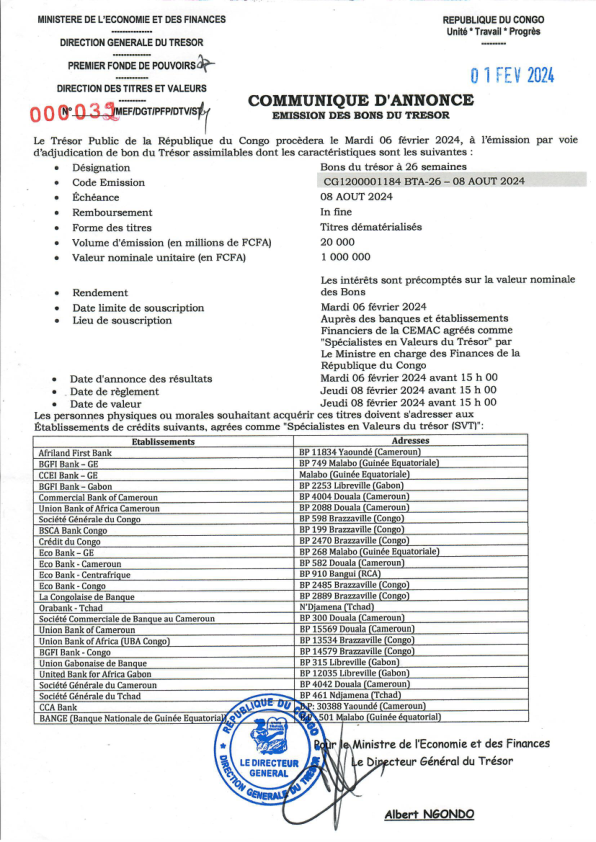 MINISTERE DE L'ECONOMIE ET DES FINANCES
---------------
DIRECTION GENERALE DU TRESOR
--------------
PREMIER FONDE DE POUVOIRS
------------
DIRECTION DES TITRES ET VALEURS
----------
000032 N° /MEF/DGT/PFP/DTV/S
REPUBLIQUE DU CONGO
Unité * Travail * Progrès
---------
01 FEV 2024
COMMUNIQUE D'ANNONCE
EMISSION DES BONS DU TRESOR
Le Trésor Public de la République du Congo procèdera le Mardi 06 février 2024, à l'émission par voie
d'adjudication de bon du Trésor assimilables dont les caractéristiques sont les suivantes :
• Désignation Bons du trésor à 26 semaines
• Code Emission CG1200001184 BTA-26 – 08 AOUT 2024
• Échéance 08 AOUT 2024
• Remboursement In fine
• Forme des titres Titres dématérialisés
• Volume d'émission (en millions de FCFA) 20 000
• Valeur nominale unitaire (en FCFA) 1 000 000
Les intérêts sont précomptés sur la valeur nominale
• Rendement des Bons
• Date limite de souscription Mardi 06 février 2024
• Lieu de souscription Auprès des banques et établissements
Financiers de la CEMAC agréés comme
"Spécialistes en Valeurs du Trésor" par
Le Ministre en charge des Finances de la
République du Congo
• Date d'annonce des résultats Mardi 06 février 2024 avant 15 h 00
• Date de règlement Jeudi 08 février 2024 avant 15 h 00
• Date de valeur Jeudi 08 février 2024 avant 15 h 00
Les personnes physiques ou morales souhaitant acquérir ces titres doivent s'adresser aux
Établissements de crédits suivants, agrées comme "Spécialistes en Valeurs du trésor (SVT)":
Etablissements Adresses
Afriland First Bank BP 11834 Yaoundé (Cameroun)
BGFI Bank – GE BP 749 Malabo (Guinée Equatoriale)
CCEI Bank – GE Malabo (Guinée Equatoriale)
BGFI Bank – Gabon BP 2253 Libreville (Gabon)
Commercial Bank of Cameroun BP 4004 Douala (Cameroun)
Union Bank of Africa Cameroun BP 2088 Douala (Cameroun)
Société Générale du Congo BP 598 Brazzaville (Congo)
BSCA Bank Congo BP 199 Brazzaville (Congo)
Crédit du Congo BP 2470 Brazzaville (Congo)
Eco Bank – GE BP 268 Malabo (Guinée Equatoriale)
Eco Bank - Cameroun BP 582 Douala (Cameroun)
Eco Bank - Centrafrique BP 910 Bangui (RCA)
Eco Bank - Congo BP 2485 Brazzaville (Congo)
La Congolaise de Banque BP 2889 Brazzaville (Congo)
Orabank - Tchad N'Djamena (Tchad)
Société Commerciale de Banque au Cameroun BP 300 Douala (Cameroun)
Union Bank of Cameroun BP 15569 Douala (Cameroun)
Union Bank of Africa (UBA Congo) BP 13534 Brazzaville (Congo)
BGFI Bank - Congo BP 14579 Brazzaville (Congo)
Union Gabonaise de Banque BP 315 Libreville (Gabon)
United Bank for Africa Gabon BP 12035 Libreville (Gabon)
Société Générale du Cameroun BP 4042 Douala (Cameroun)
Société Générale du Tchad BP 461 Ndjamena (Tchad)
CCA Bank B.P: 30388 Yaoundé (Cameroun)
BANGE (Banque Nationale de Guinée Equatorial) 501 Malabo (Guinée équatorial)
REPUBLIQUE DU CONGO
LE DIRECTEUR
GENERAL
DIRECTION GENERALE DU TRESOR
Pour le Ministre de l'Economie et des Finances
Le Directeur Général du Trésor
Albert NGONDO